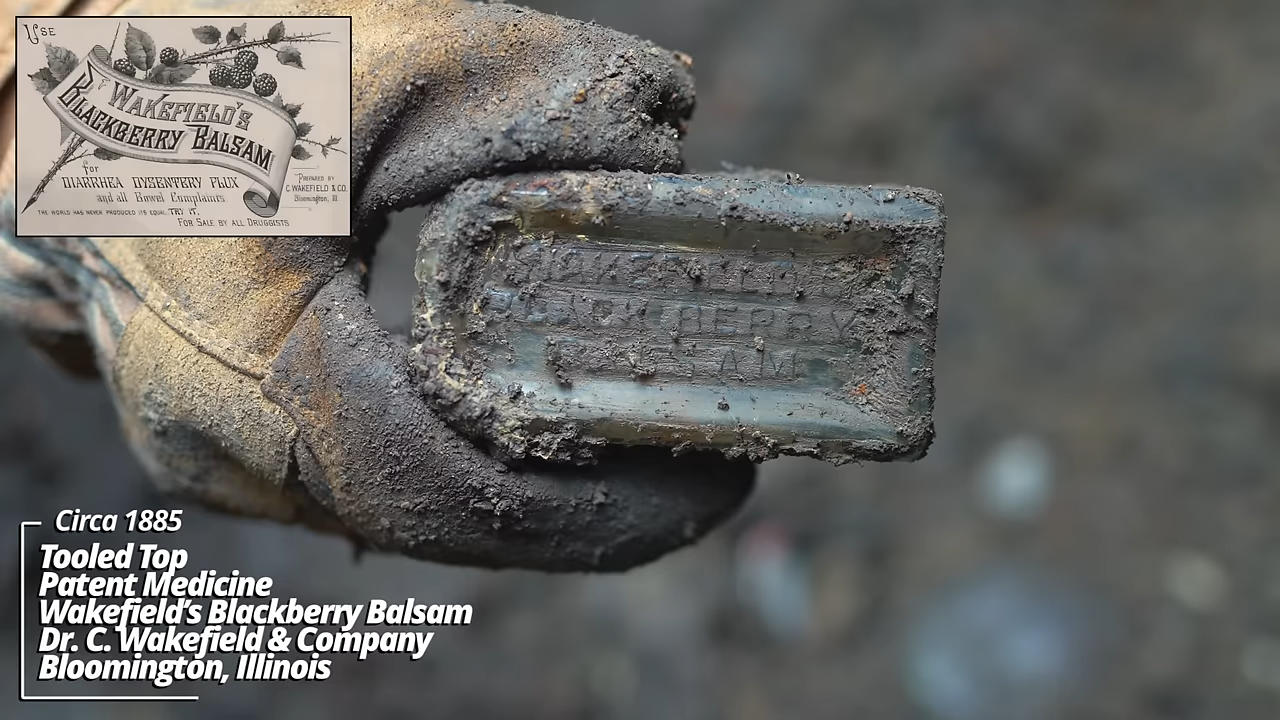 USE
WAKEFIELD'S
BLACKBERRY BALSAM
for
DIARRHEA DYSENTERY FLUX
and all Bowel Complaints
THE WORLD HAS NEVER PRODUCED ITS EQUAL. TRY IT.
FOR SALE BY ALL DRUGGISTS
PREPARED BY
C. WAKEFIELD & CO.
Bloomington, Ill.
BLACKBERRY
Circa 1885
Tooled Top
Patent Medicine
Wakefield's Blackberry Balsam
Dr. C. Wakefield & Company
Bloomington, Illinois